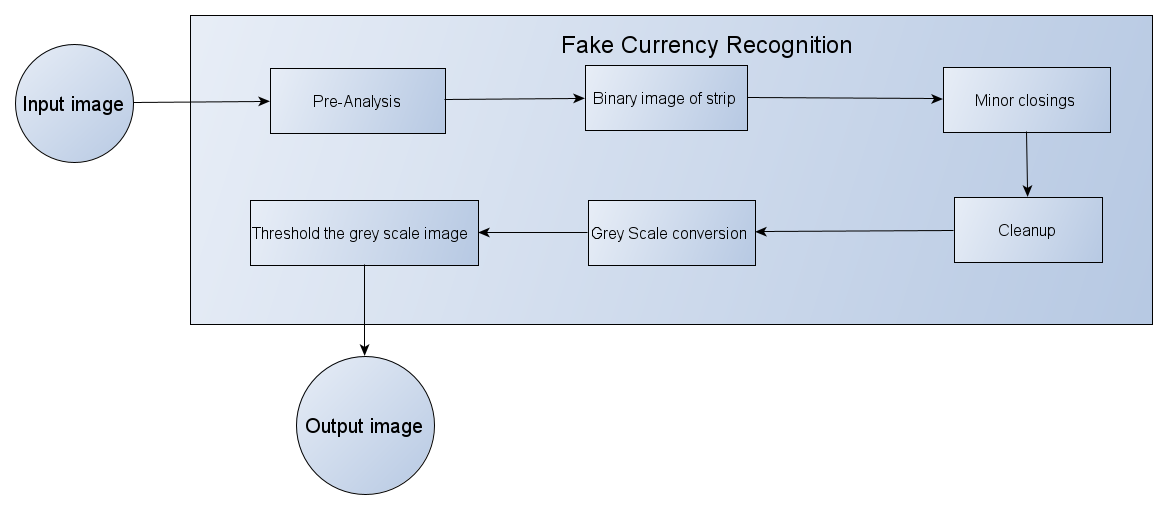 Fake Currency Recognition
Input image
Pre-Analysis
Binary image of strip
Minor closings
Cleanup
Grey Scale conversion
Threshold the grey scale image
Output image